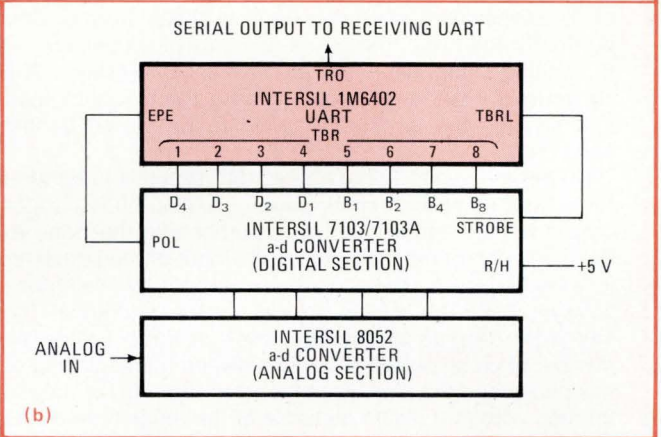 SERIAL OUTPUT TO RECEIVING UART
TRO
INTERSIL 1M6402
EPE UART TBRL
TBR
1 2 3 4 5 6 7 8
D4 D3 D2 D1 B1 B2 B4 B8
INTERSIL 7103/7103A STROBE
POL a-d CONVERTER
(DIGITAL SECTION) R/H +5 V
INTERSIL 8052
ANALOG IN a-d CONVERTER
(ANALOG SECTION)
(b)